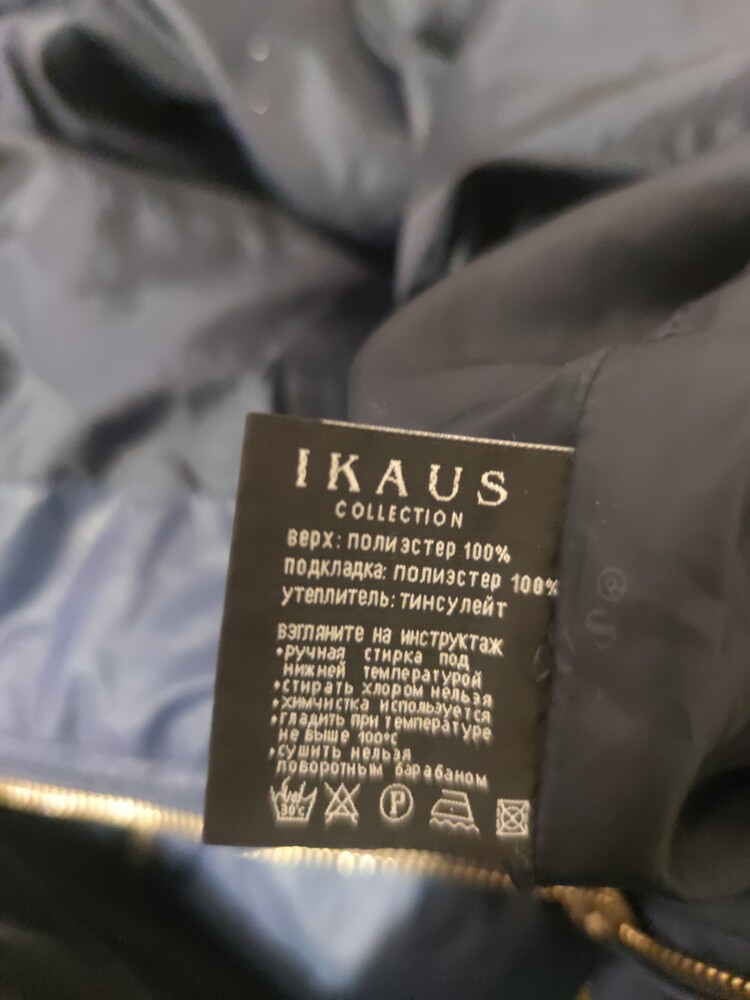 IKAUS
COLLECTION
верх: полиэстер 100%
подкладка: полиэстер 100%
утеплитель: тинсулейт
взгляните на инструктаж
•ручная стирка под
нижней температурой
•стирать хлором нельзя
•химчистка используется
•гладить при температуре
не выше 100°C
•сушить нельзя
поворотным барабаном
30°C
P